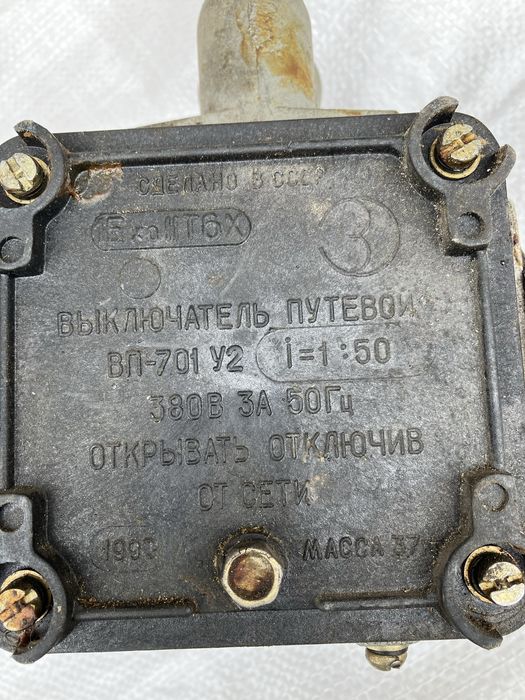 СДЕЛАНО В СССР
З
ВЫКЛЮЧАТЕЛЬ ПУТЕВОЙ
ВП-701 У2 i=1:50
380В 3А 50Гц
ОТКРЫВАТЬ ОТКЛЮЧИВ
ОТ СЕТИ
МАССА